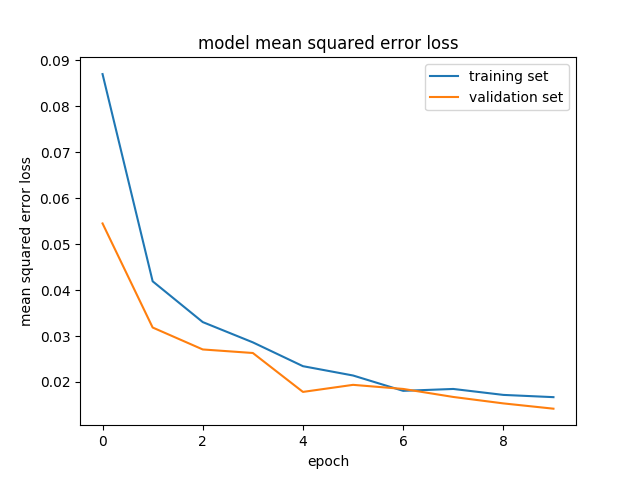 model mean squared error loss
training set
validation set
0.09
0.08
0.07
0.06
0.05
0.04
0.03
0.02
mean squared error loss
0
2
4
6
8
epoch